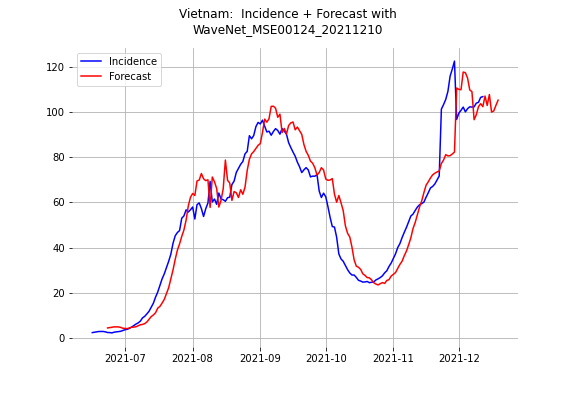 Vietnam:  Incidence + Forecast with
WaveNet_MSE00124_20211210
Incidence
Forecast
120
100
80
60
40
20
0
2021-07 2021-08 2021-09 2021-10 2021-11 2021-12